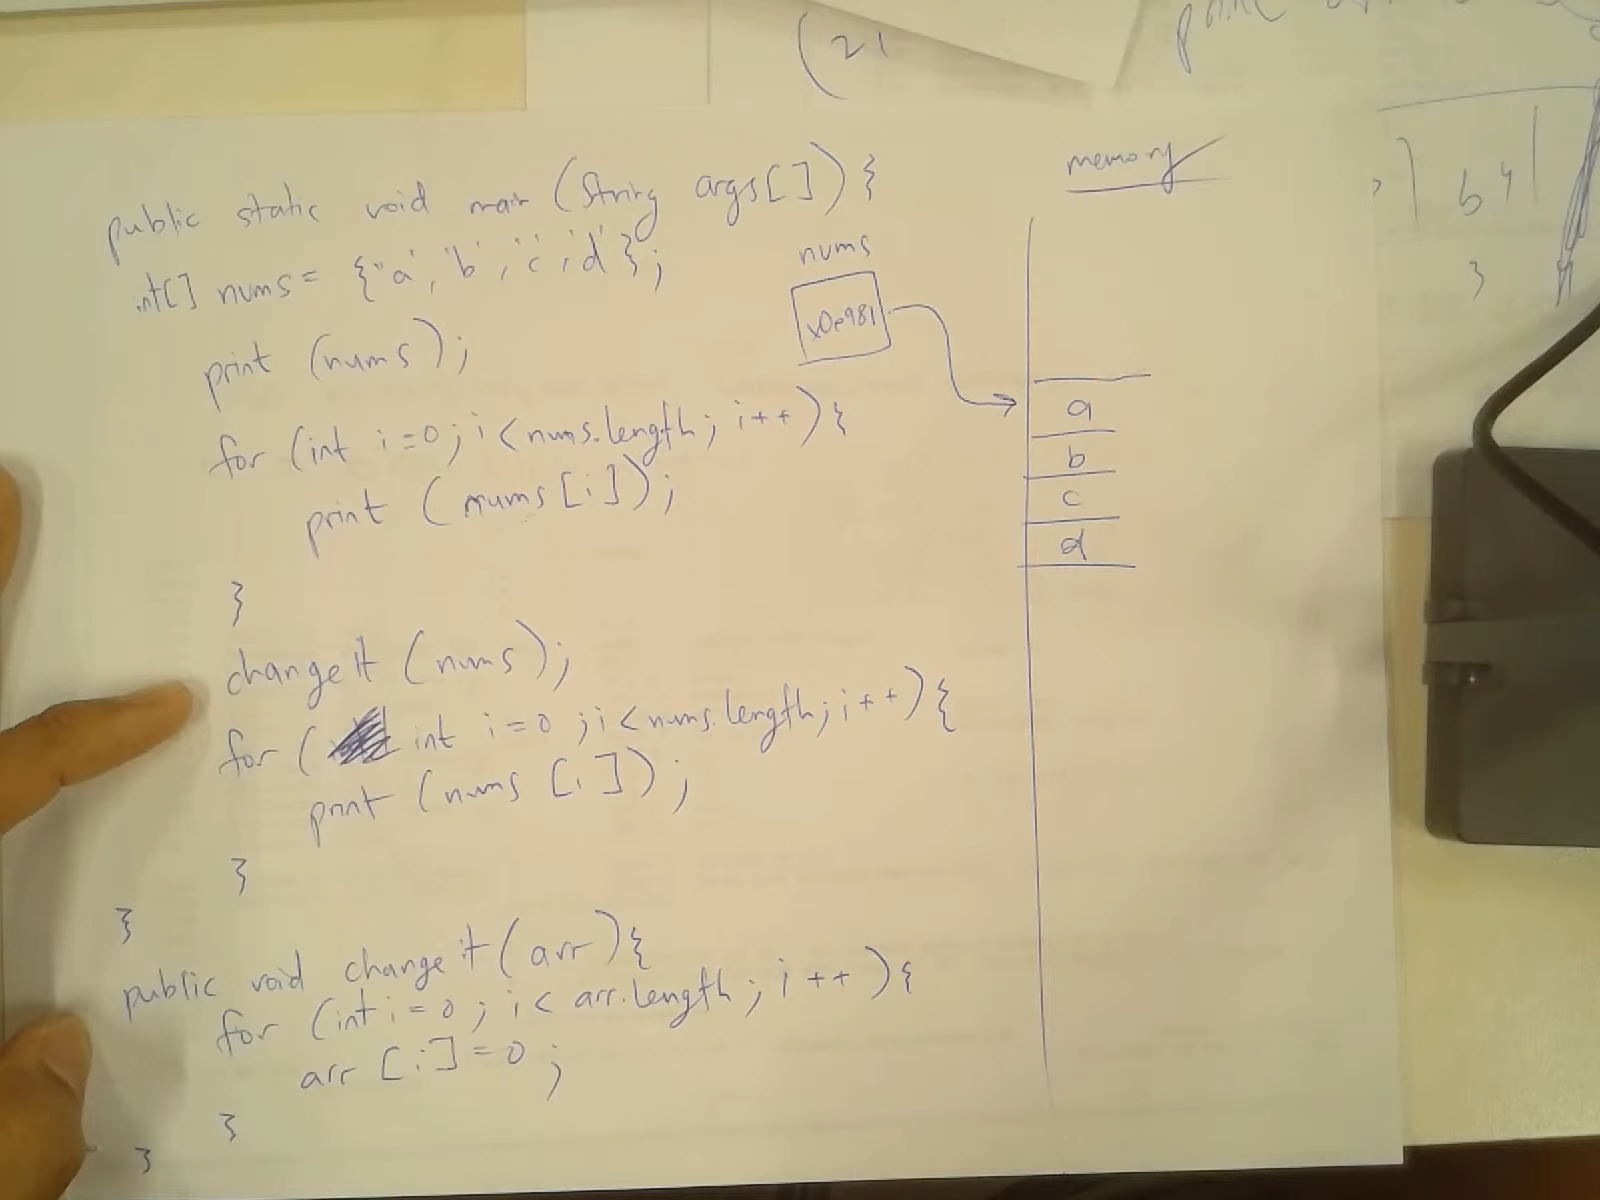 (21
public static void main (String args[]) {
int[] nums = {"a', 'b', 'c', 'd'};
print (nums);
for (int i=0; i<nums.length; i++){
print (nums[i]);
}
changeit (nums);
for ( int i=0; i<nums.length; i++){
print (nums [i]);
}
}
public void changeit (arr){
for (int i=0; i< arr.length; i++){
arr [i]=0;
}
}
memory
nums
x0e981
a
b
c
d
b4
}